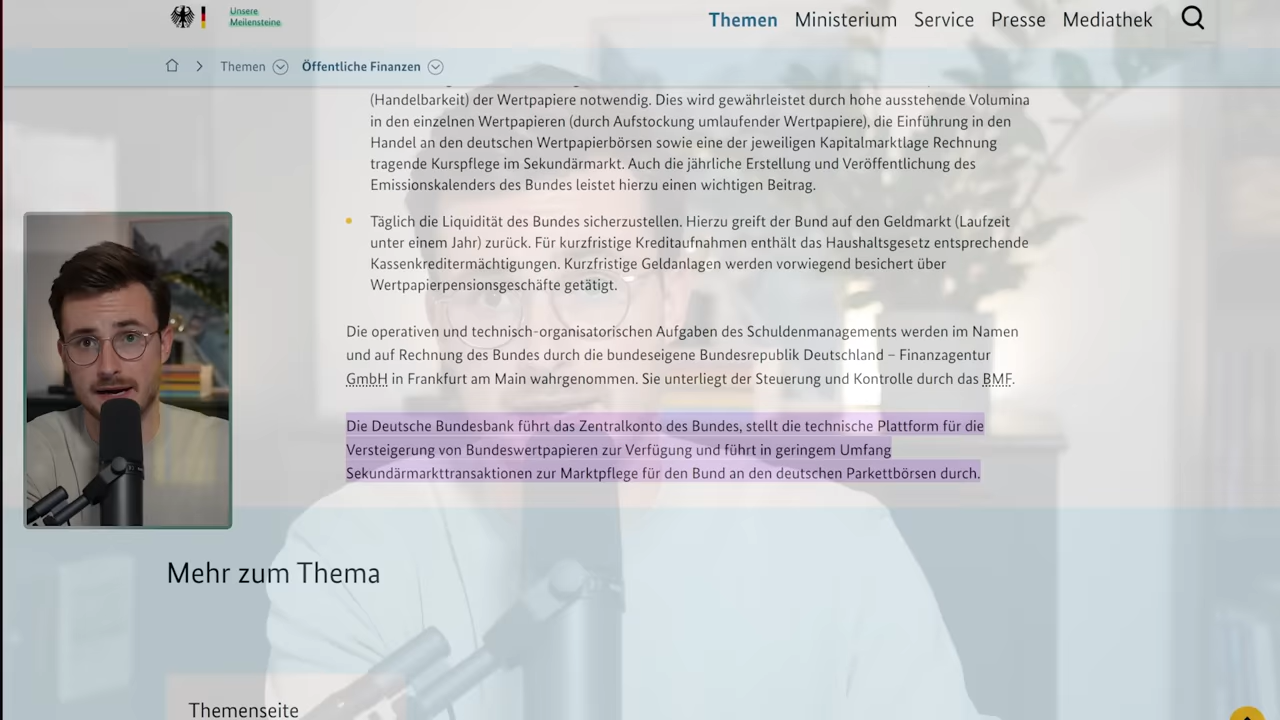 Unsere
Meilensteine
Themen Ministerium Service Presse Mediathek
Themen Öffentliche Finanzen
(Handelbarkeit) der Wertpapiere notwendig. Dies wird gewährleistet durch hohe ausstehende Volumina
in den einzelnen Wertpapieren (durch Aufstockung umlaufender Wertpapiere), die Einführung in den
Handel an den deutschen Wertpapierbörsen sowie eine der jeweiligen Kapitalmarktlage Rechnung
tragende Kurspflege im Sekundärmarkt. Auch die jährliche Erstellung und Veröffentlichung des
Emissionskalenders des Bundes leistet hierzu einen wichtigen Beitrag.
Täglich die Liquidität des Bundes sicherzustellen. Hierzu greift der Bund auf den Geldmarkt (Laufzeit
unter einem Jahr) zurück. Für kurzfristige Kreditaufnahmen enthält das Haushaltsgesetz entsprechende
Kassenkreditermächtigungen. Kurzfristige Geldanlagen werden vorwiegend besichert über
Wertpapierpensionsgeschäfte getätigt.
Die operativen und technisch-organisatorischen Aufgaben des Schuldenmanagements werden im Namen
und auf Rechnung des Bundes durch die bundeseigene Bundesrepublik Deutschland – Finanzagentur
GmbH in Frankfurt am Main wahrgenommen. Sie unterliegt der Steuerung und Kontrolle durch das BMF.
Die Deutsche Bundesbank führt das Zentralkonto des Bundes, stellt die technische Plattform für die
Versteigerung von Bundeswertpapieren zur Verfügung und führt in geringem Umfang
Sekundärmarkttransaktionen zur Marktpflege für den Bund an den deutschen Parkettbörsen durch.
Mehr zum Thema
Themenseite